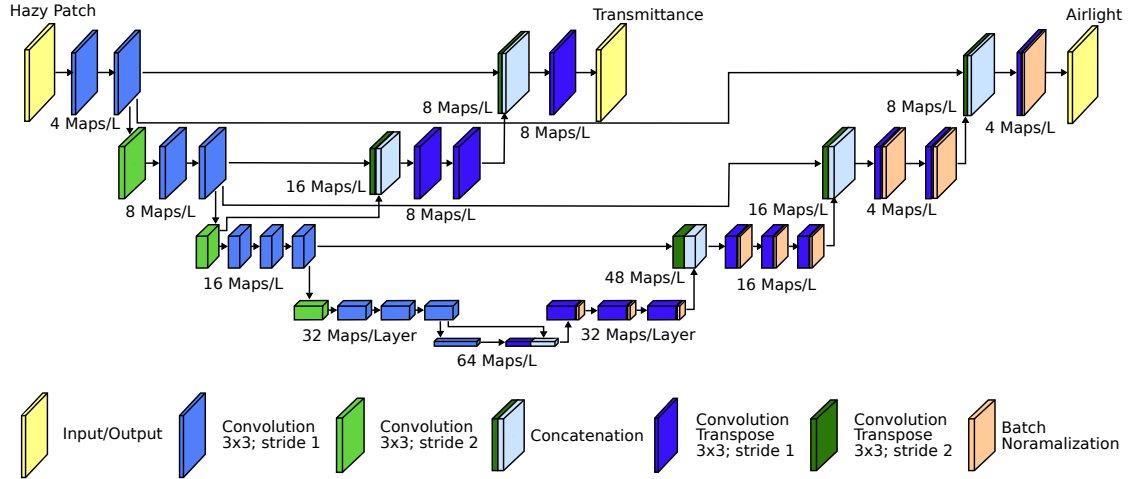 Hazy Patch
Transmittance
Airlight
4 Maps/L
8 Maps/L
8 Maps/L
8 Maps/L
4 Maps/L
8 Maps/L
16 Maps/L
8 Maps/L
16 Maps/L
4 Maps/L
16 Maps/L
48 Maps/L
16 Maps/L
32 Maps/Layer
64 Maps/L
32 Maps/Layer
Input/Output
Convolution
3x3; stride 1
Convolution
3x3; stride 2
Concatenation
Convolution
Transpose
3x3; stride 1
Convolution
Transpose
3x3; stride 2
Batch
Noramalization